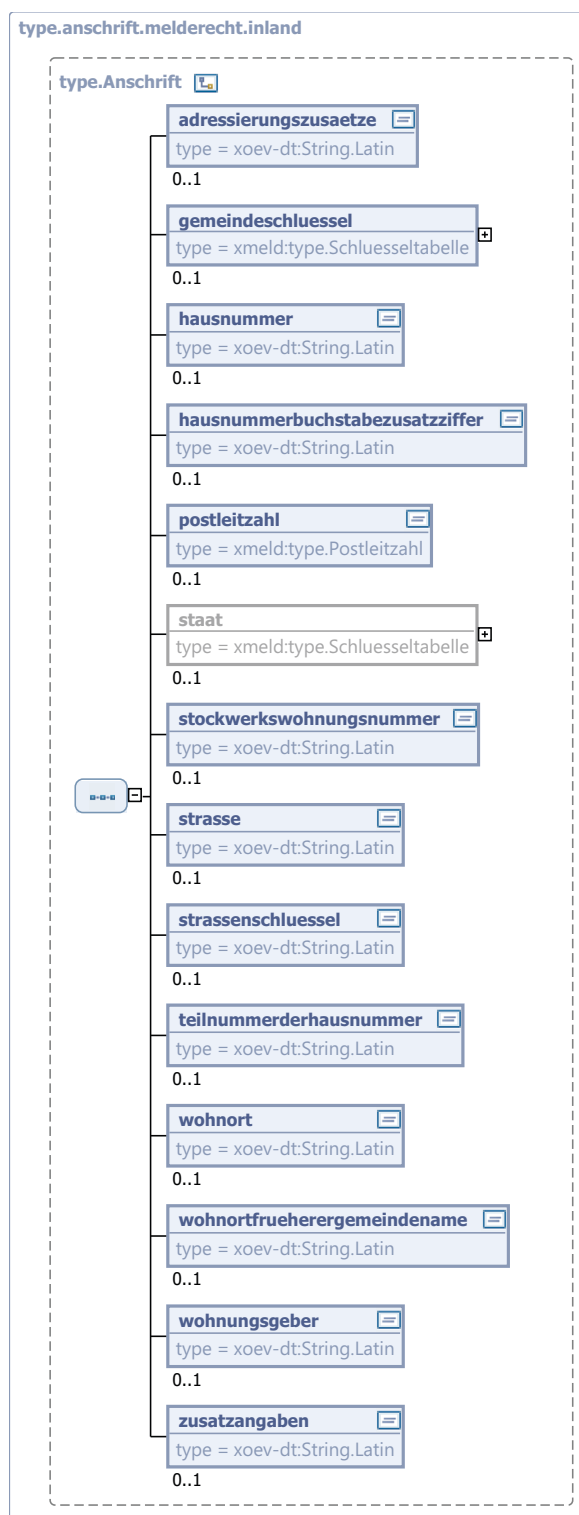 type.anschrift.melderecht.inland
type.Anschrift
adressierungszusaetze
type = xoev-dt:String.Latin
0..1
gemeindeschluessel
type = xmeld:type.Schluesseltabelle
0..1
hausnummer
type = xoev-dt:String.Latin
0..1
hausnummerbuchstabezusatzziffer
type = xoev-dt:String.Latin
0..1
postleitzahl
type = xmeld:type.Postleitzahl
0..1
staat
type = xmeld:type.Schluesseltabelle
0..1
stockwerkswohnungsnummer
type = xoev-dt:String.Latin
0..1
strasse
type = xoev-dt:String.Latin
0..1
strassenschluessel
type = xoev-dt:String.Latin
0..1
teilnummerderhausnummer
type = xoev-dt:String.Latin
0..1
wohnort
type = xoev-dt:String.Latin
0..1
wohnortfrueherergemeindename
type = xoev-dt:String.Latin
0..1
wohnungsgeber
type = xoev-dt:String.Latin
0..1
zusatzangaben
type = xoev-dt:String.Latin
0..1